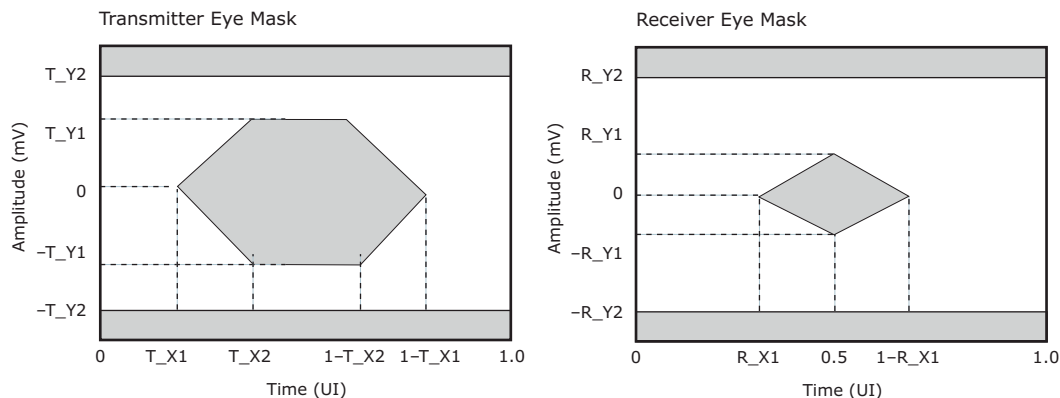 Transmitter Eye Mask
T_Y2
T_Y1
0
–T_Y1
–T_Y2
Amplitude (mV)
0
T_X1
T_X2
1–T_X2
1–T_X1
1.0
Time (UI)
Receiver Eye Mask
R_Y2
R_Y1
0
–R_Y1
–R_Y2
Amplitude (mV)
0
R_X1
0.5
1–R_X1
1.0
Time (UI)